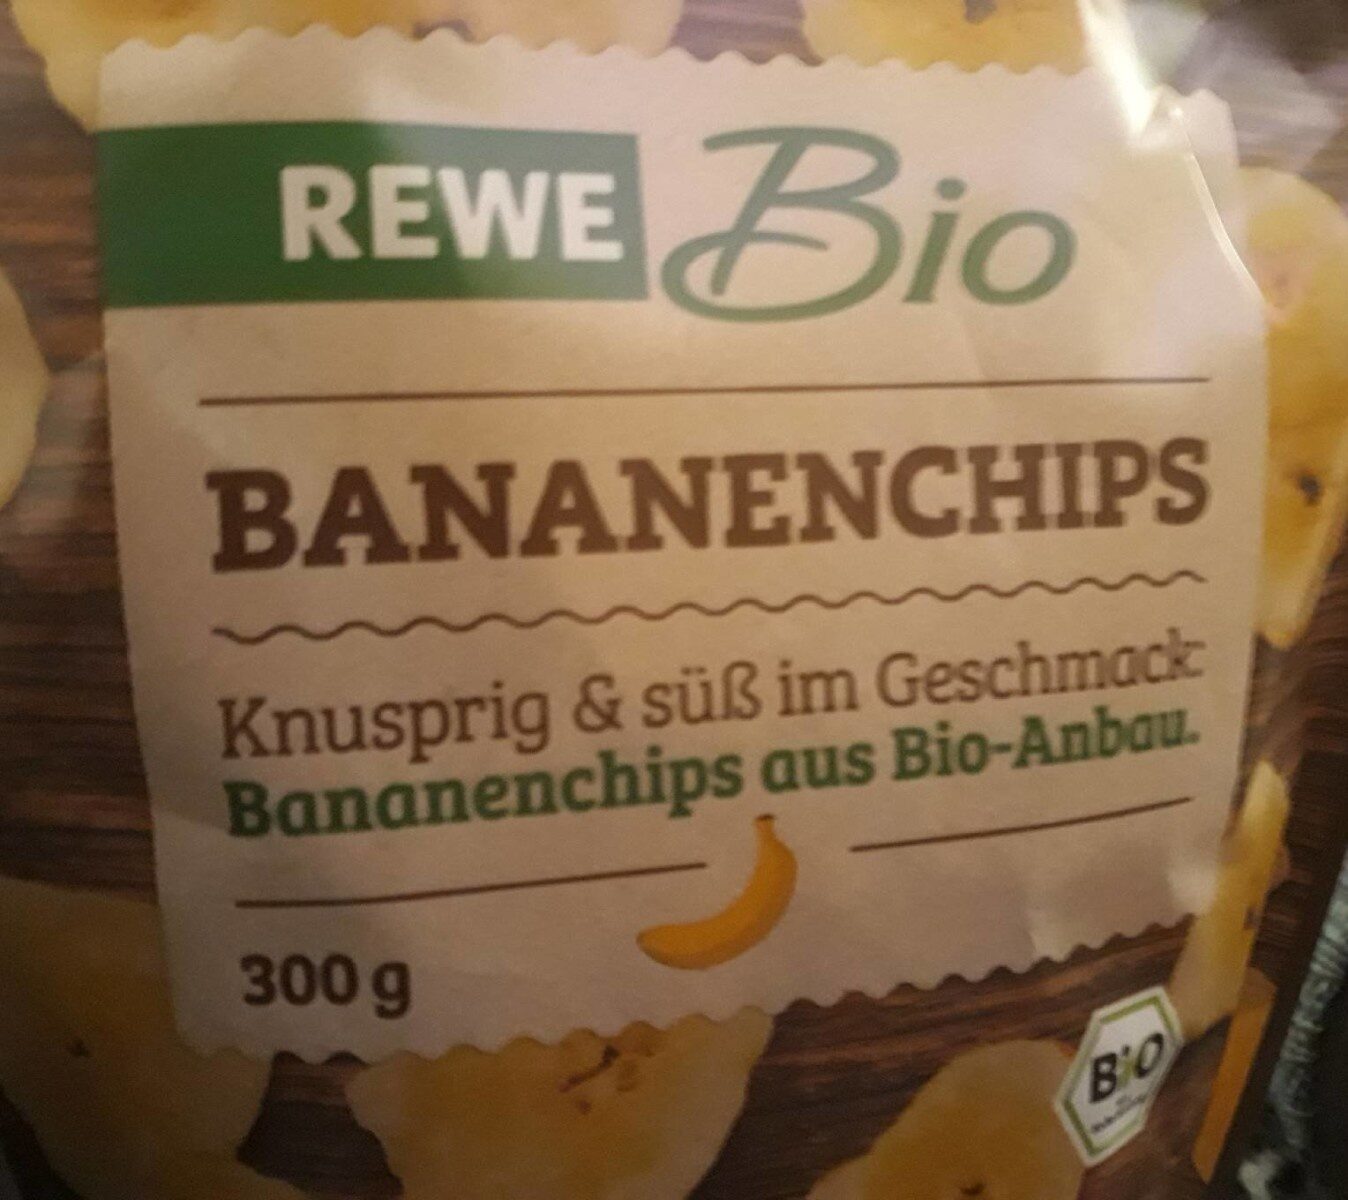 REWE Bio
BANANENCHIPS
Knusprig & süß im Geschmack:
Bananenchips aus Bio-Anbau.
300 g
Bio